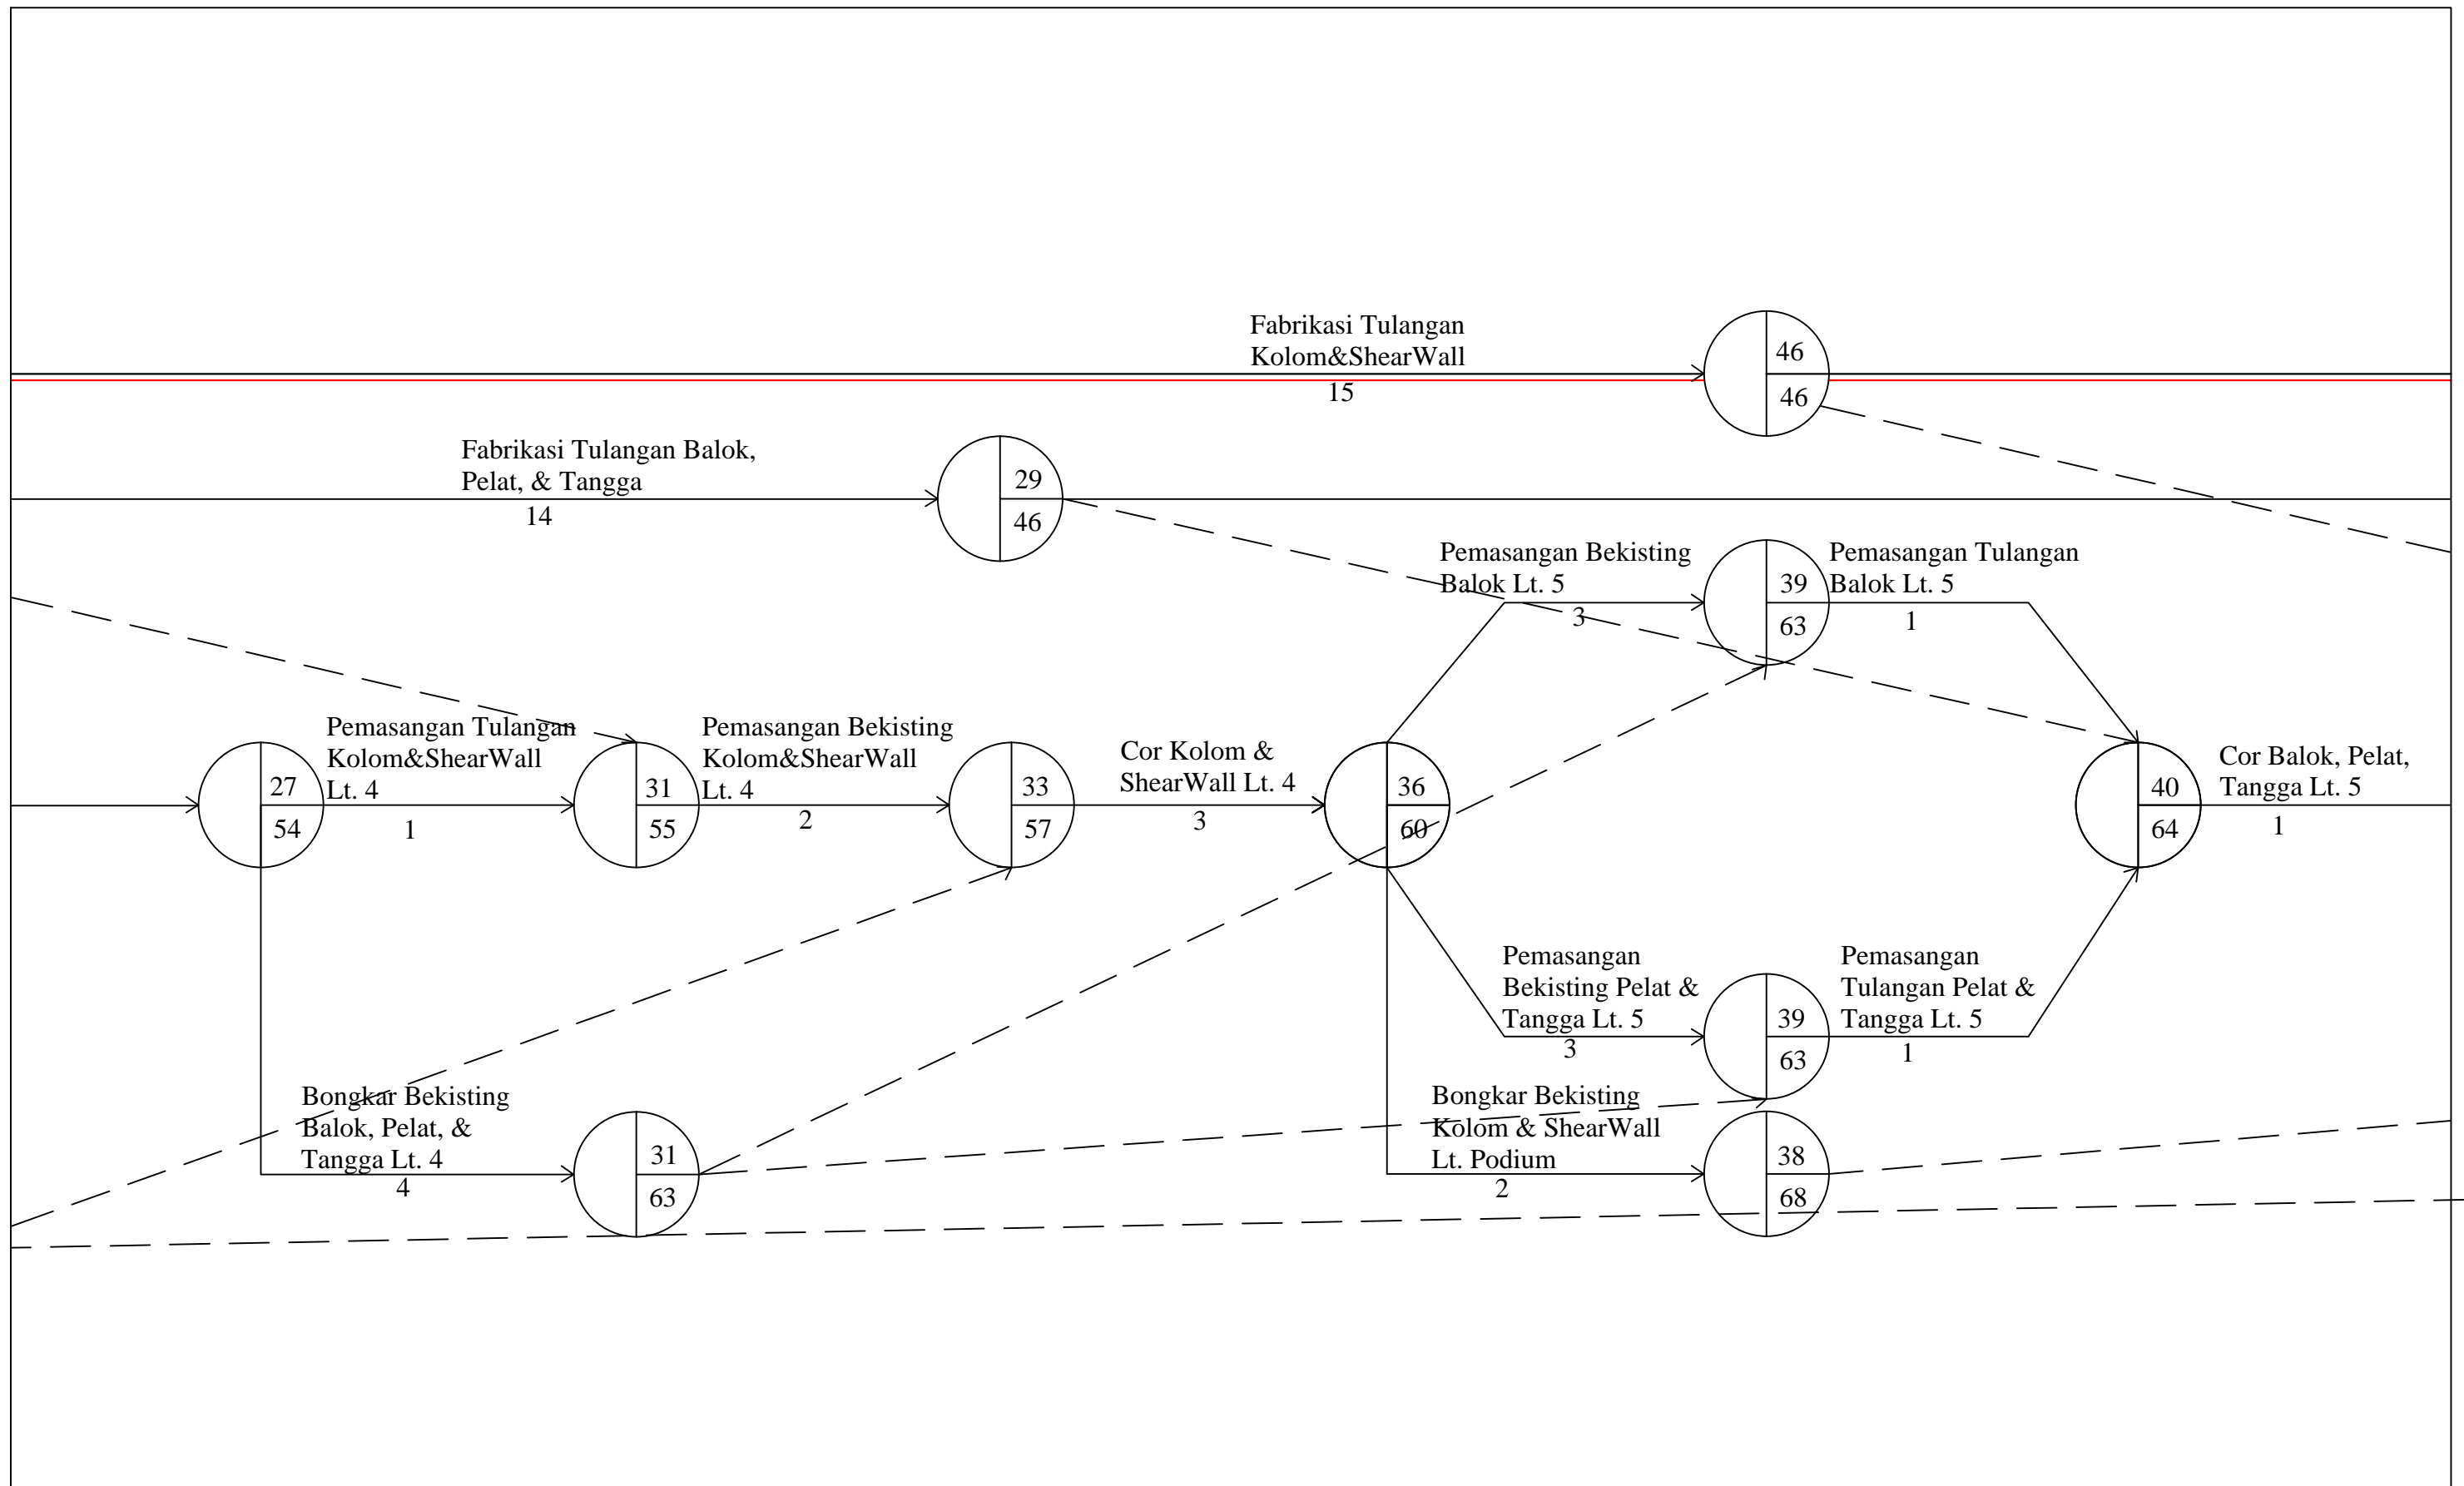 Fabrikasi Tulangan
Kolom&ShearWall
15
46
46
Fabrikasi Tulangan Balok,
Pelat, & Tangga
14
29
46
Pemasangan Bekisting
Balok Lt. 5
3
39
63
Pemasangan Tulangan
Balok Lt. 5
1
27
54
Pemasangan Tulangan
Kolom&ShearWall
Lt. 4
1
31
55
Pemasangan Bekisting
Kolom&ShearWall
Lt. 4
2
33
57
Cor Kolom &
ShearWall Lt. 4
3
36
60
40
64
Cor Balok, Pelat,
Tangga Lt. 5
1
Pemasangan
Bekisting Pelat &
Tangga Lt. 5
3
39
63
Pemasangan
Tulangan Pelat &
Tangga Lt. 5
1
Bongkar Bekisting
Balok, Pelat, &
Tangga Lt. 4
4
31
63
Bongkar Bekisting
Kolom & ShearWall
Lt. Podium
2
38
68